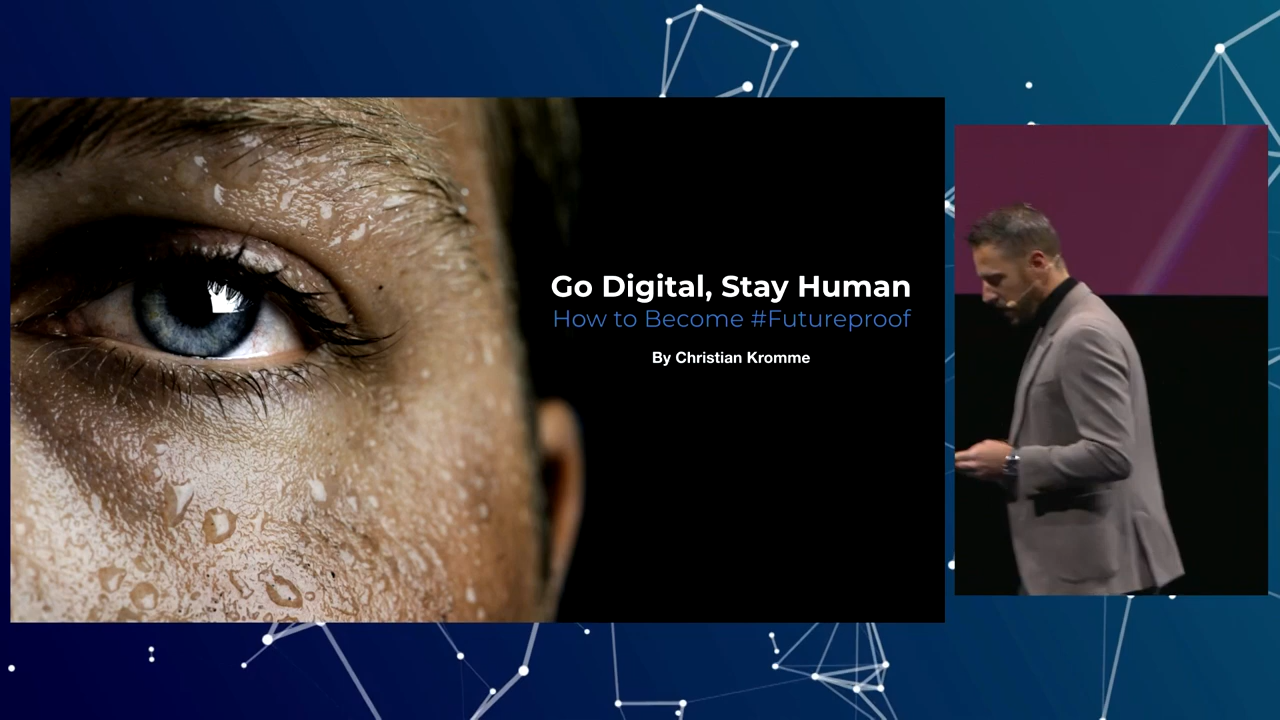 Go Digital, Stay Human
How to Become #Futureproof
By Christian Kromme